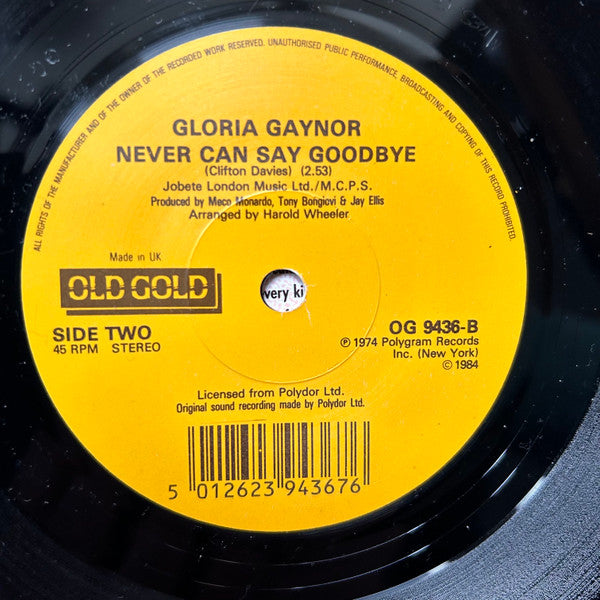 ALL RIGHTS OF THE MANUFACTURER AND OF THE OWNER OF THE RECORDED WORK RESERVED. UNAUTHORISED PUBLIC PERFORMANCE, BROADCASTING AND COPYING OF THIS RECORD PROHIBITED.
GLORIA GAYNOR
NEVER CAN SAY GOODBYE
(Clifton Davies) (2.53)
Jobete London Music Ltd./M.C.P.S.
Produced by Meco Monardo, Tony Bongiovi & Jay Ellis
Arranged by Harold Wheeler
Made in UK
OLD GOLD
very ki
SIDE TWO
45 RPM STEREO
OG 9436-B
℗ 1974 Polygram Records
Inc. (New York)
© 1984
Licensed from Polydor Ltd.
Original sound recording made by Polydor Ltd.
5 012623 943676